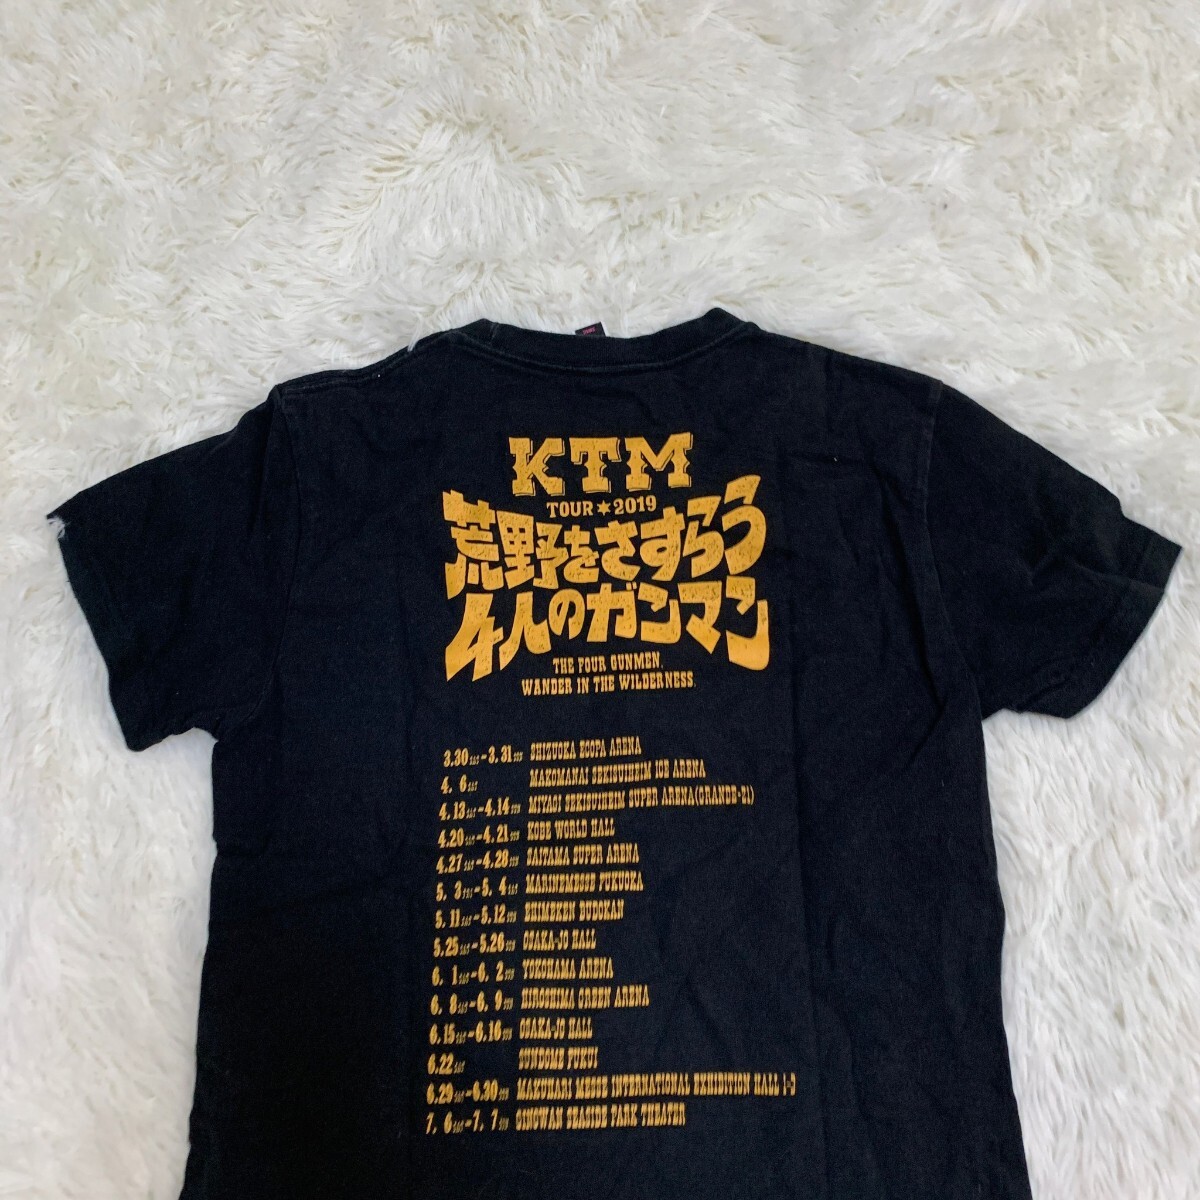 KTM
TOUR★2019
荒野をさすらう
4人のガンマン
THE FOUR GUNMEN,
WANDER IN THE WILDERNESS.
3.30 SAT - 3.31 SUN SHIZUOKA ECOPA ARENA
4. 6 SAT MAKOMANAI SEKISUIHEIM ICE ARENA
4.13 SAT - 4.14 SUN MIYAGI SEKISUIHEIM SUPER ARENA(GRANDE・21)
4.20 SAT - 4.21 SUN KOBE WORLD HALL
4.27 SAT - 4.28 SUN SAITAMA SUPER ARENA
5. 3 FRI - 5. 4 SAT MARINEMESSE FUKUOKA
5.11 SAT - 5.12 SUN EHIMEKEN BUDOKAN
5.25 SAT - 5.26 SUN OSAKA-JO HALL
6. 1 SAT - 6. 2 SUN YOKOHAMA ARENA
6. 8 SAT - 6. 9 SUN HIROSHIMA GREEN ARENA
6.15 SAT - 6.16 SUN OSAKA-JO HALL
6.22 SAT SUNDOME FUKUI
6.29 SAT - 6.30 SUN MAKUHARI MESSE INTERNATIONAL EXHIBITION HALL 1-3
7. 6 SAT - 7. 7 SUN GINOWAN SEASIDE PARK THEATER